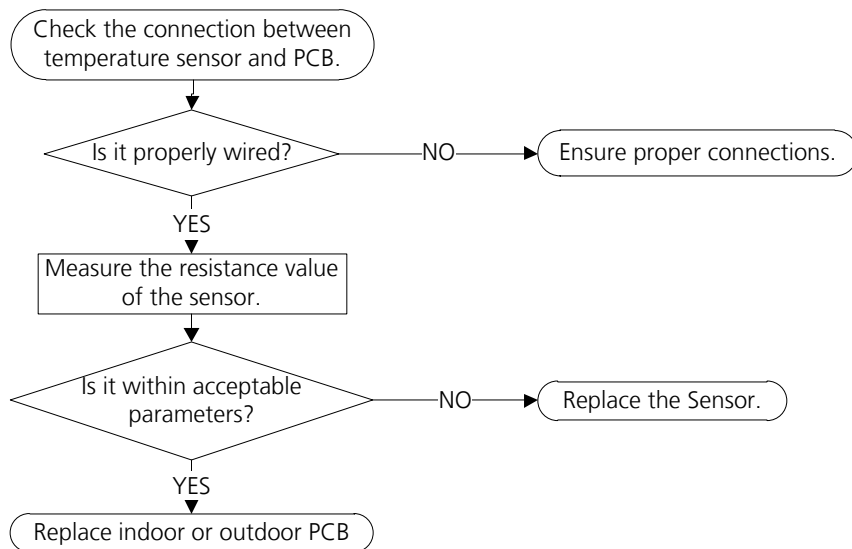 Check the connection between
temperature sensor and PCB.
Is it properly wired?
NO
Ensure proper connections.
YES
Measure the resistance value
of the sensor.
Is it within acceptable
parameters?
NO
Replace the Sensor.
YES
Replace indoor or outdoor PCB